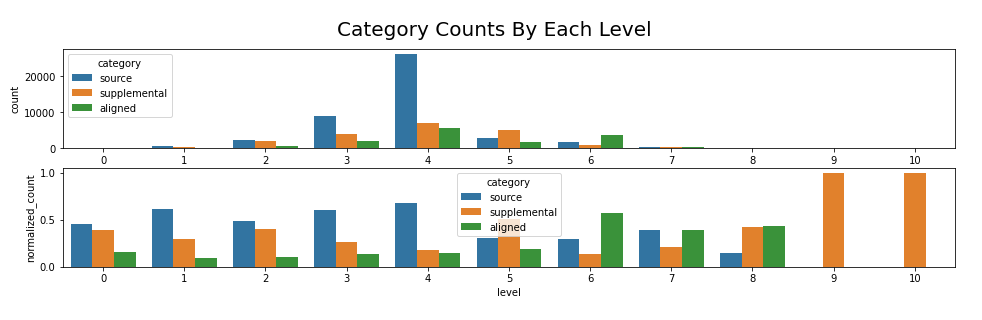 Category Counts By Each Level
count
20000
10000
0
category
source
supplemental
aligned
0 1 2 3 4 5 6 7 8 9 10
normalized_count
1.0
0.5
0.0
category
source
supplemental
aligned
0 1 2 3 4 5 6 7 8 9 10
level